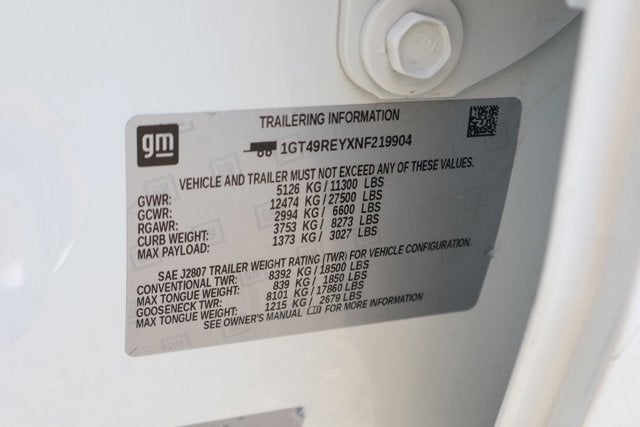 TRAILERING INFORMATION
gm
1GT49REYXNF219904
VEHICLE AND TRAILER MUST NOT EXCEED ANY OF THESE VALUES.
GVWR: 5126 KG / 11300 LBS
GCWR: 12474 KG / 27500 LBS
RGAWR: 2994 KG / 6600 LBS
CURB WEIGHT: 3753 KG / 8273 LBS
MAX PAYLOAD: 1373 KG / 3027 LBS
SAE J2807 TRAILER WEIGHT RATING (TWR) FOR VEHICLE CONFIGURATION.
CONVENTIONAL TWR: 8392 KG / 18500 LBS
MAX TONGUE WEIGHT: 839 KG / 1850 LBS
GOOSENECK TWR: 8101 KG / 17860 LBS
MAX TONGUE WEIGHT: 1215 KG / 2679 LBS
SEE OWNER'S MANUAL FOR MORE INFORMATION